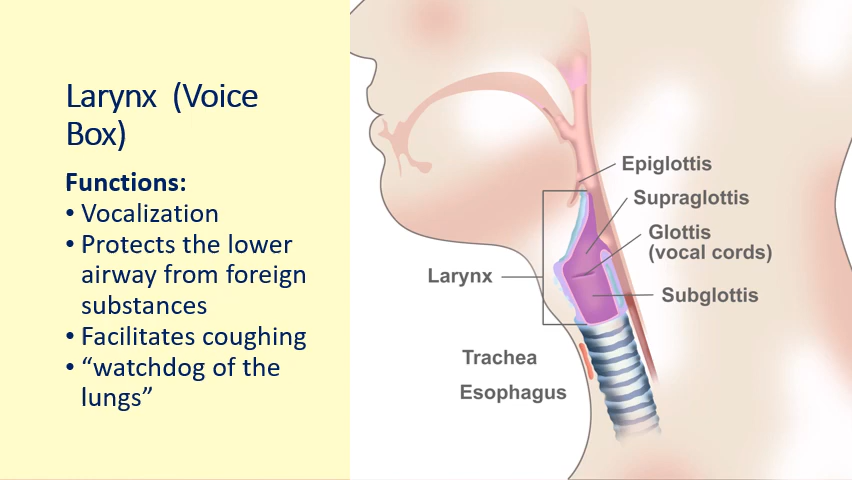 Larynx (Voice
Box)
Functions:
• Vocalization
• Protects the lower
airway from foreign
substances
• Facilitates coughing
• “watchdog of the
lungs”
Epiglottis
Supraglottis
Glottis
(vocal cords)
Larynx
Subglottis
Trachea
Esophagus